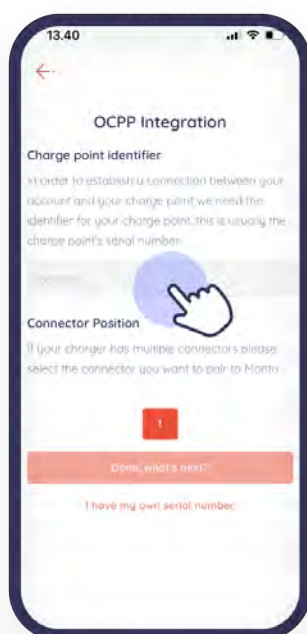 13.40
OCPP Integration
Charge point identifier
In order to establish a connection between your
account and your charge point we need the
identifier for your charge point, this is usually the
charge point's serial number.
Connector Position
If your charger has multiple connectors please
select the connector you want to pair to Monta
1
Done, what's next?
I have my own serial number